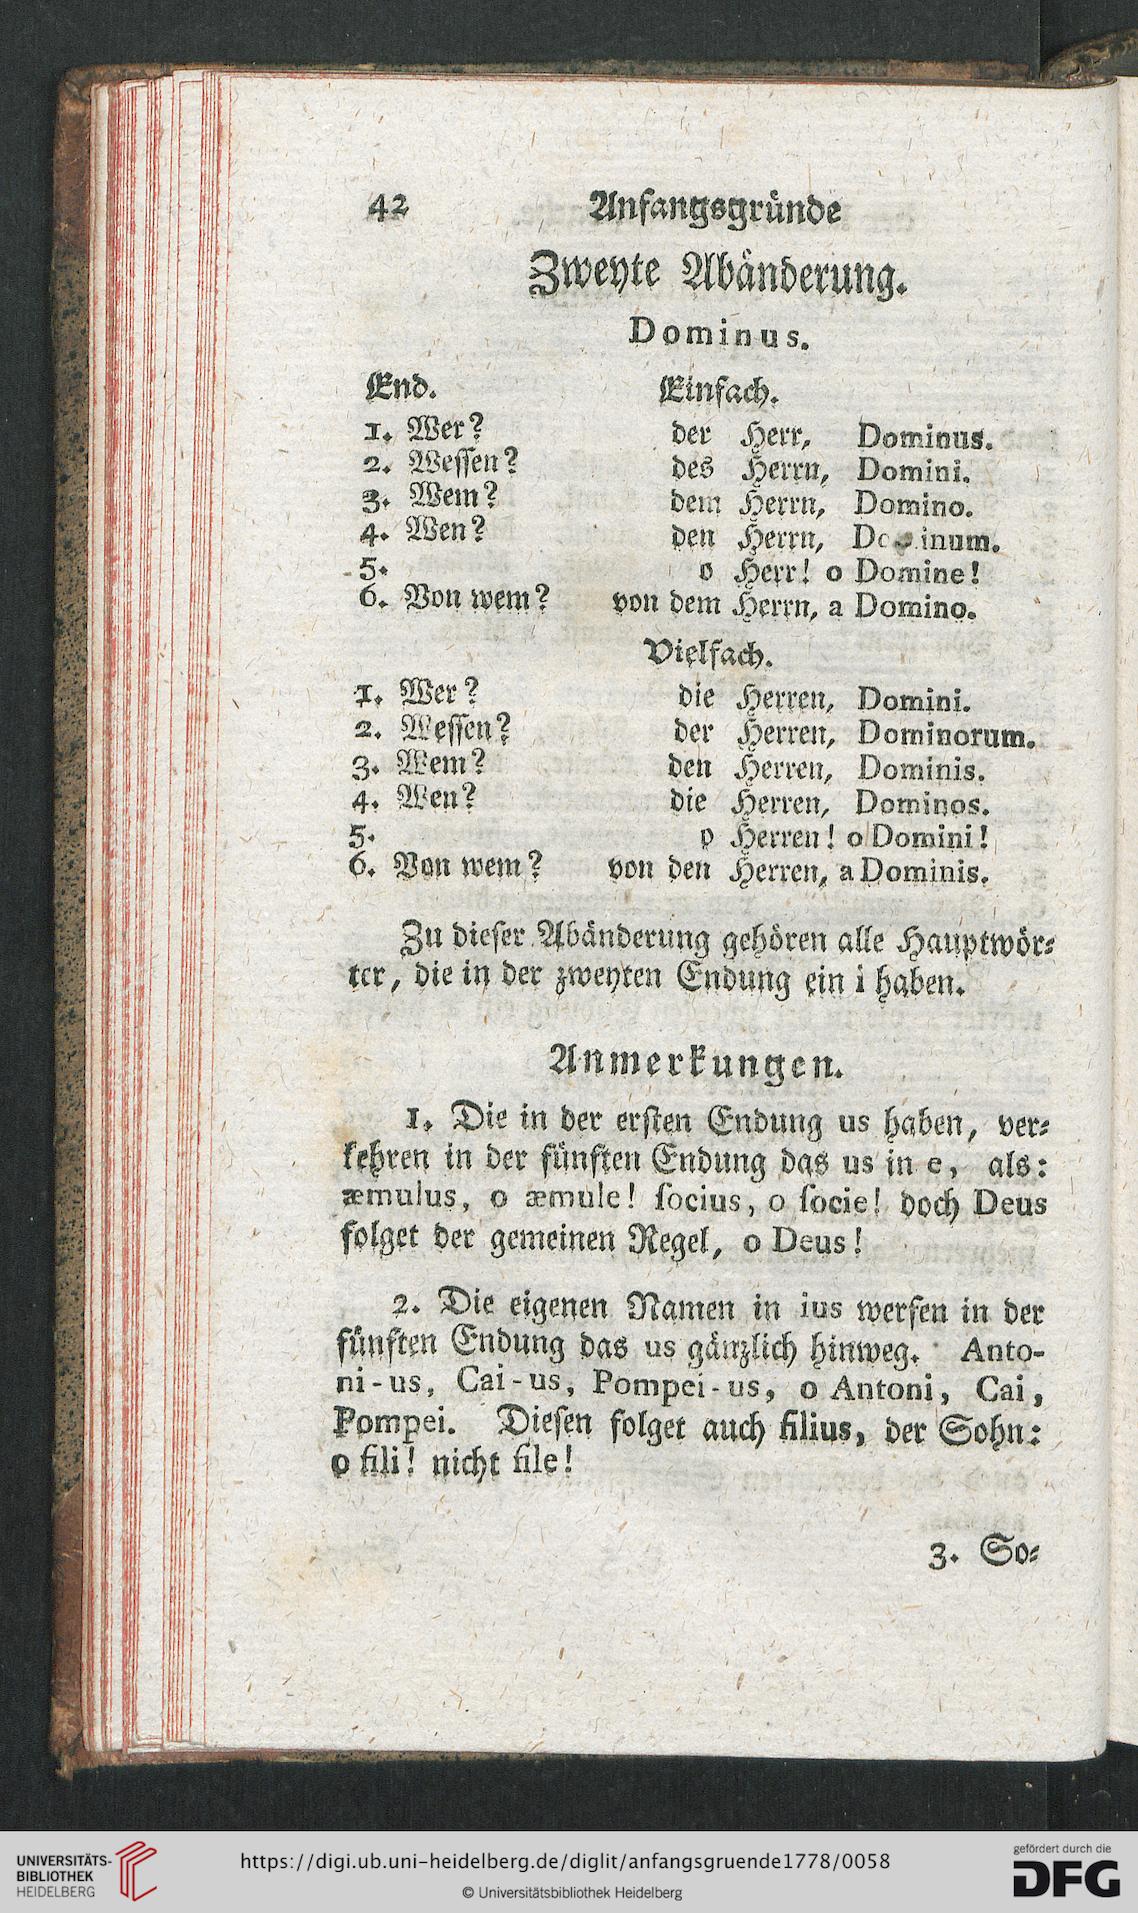 42 Anfangsgründe
Zweyte Abänderung.
Dominus.
End. Einfach.
1. Wer? der Herr, Dominus.
2. Wessen? des Herrn, Domini.
3. Wem? dem Herrn, Domino.
4. Wen? den Herrn, Do inum.
5. o Herr! o Domine!
6. Von wem? von dem Herrn, a Domino.
Vielfach.
1. Wer? die Herren, Domini.
2. Wessen? der Herren, Dominorum.
3. Wem? den Herren, Dominis.
4. Wen? die Herren, Dominos.
5. o Herren! o Domini!
6. Von wem? von den Herren, a Dominis.
Zu dieser Abänderung gehören alle Hauptwör-
ter, die in der zweyten Endung ein i haben.
Anmerkungen.
1. Die in der ersten Endung us haben, ver-
kehren in der fünften Endung das us in e, als:
æmulus, o æmule! socius, o socie! doch Deus
folget der gemeinen Regel, o Deus!
2. Die eigenen Namen in ius werfen in der
fünften Endung das us gänzlich hinweg. Anto-
ni-us, Cai-us, Pompei-us, o Antoni, Cai,
Pompei. Diesen folget auch filius, der Sohn:
o fili! nicht file!
3. So-
UNIVERSITÄTS-
BIBLIOTHEK
HEIDELBERG
https://digi.ub.uni-heidelberg.de/diglit/anfangsgruende1778/0058
© Universitätsbibliothek Heidelberg
gefördert durch die
DFG